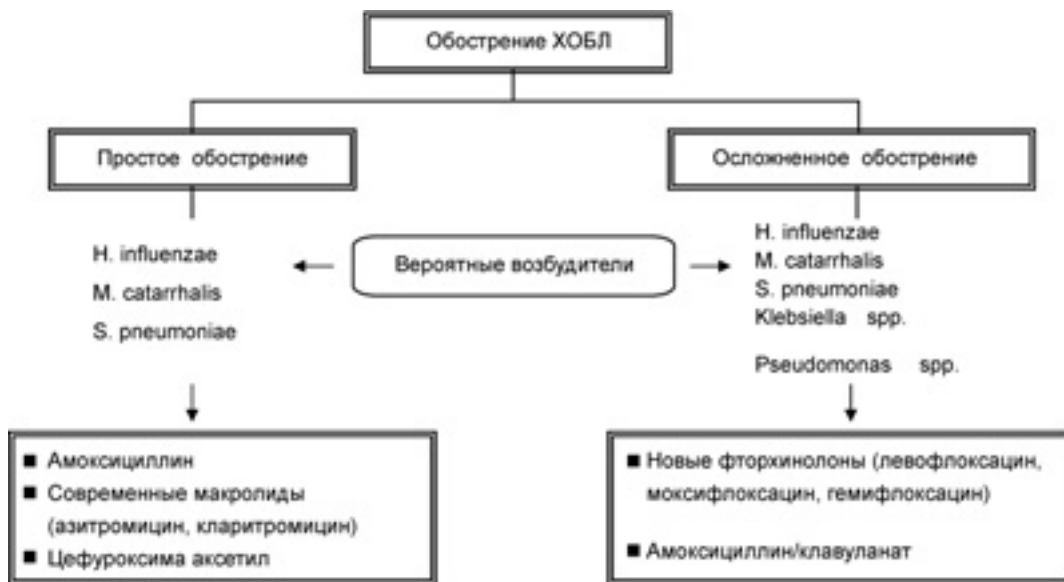 Обострение ХОБЛ
Простое обострение
Осложненное обострение
Вероятные возбудители
H. influenzae
M. catarrhalis
S. pneumoniae
H. influenzae
M. catarrhalis
S. pneumoniae
Klebsiella spp.
Pseudomonas spp.
■ Амоксициллин
■ Современные макролиды
(азитромицин, кларитромицин)
■ Цефуроксима аксетил
■ Новые фторхинолоны (левофлоксацин,
моксифлоксацин, гемифлоксацин)
■ Амоксициллин/клавуланат